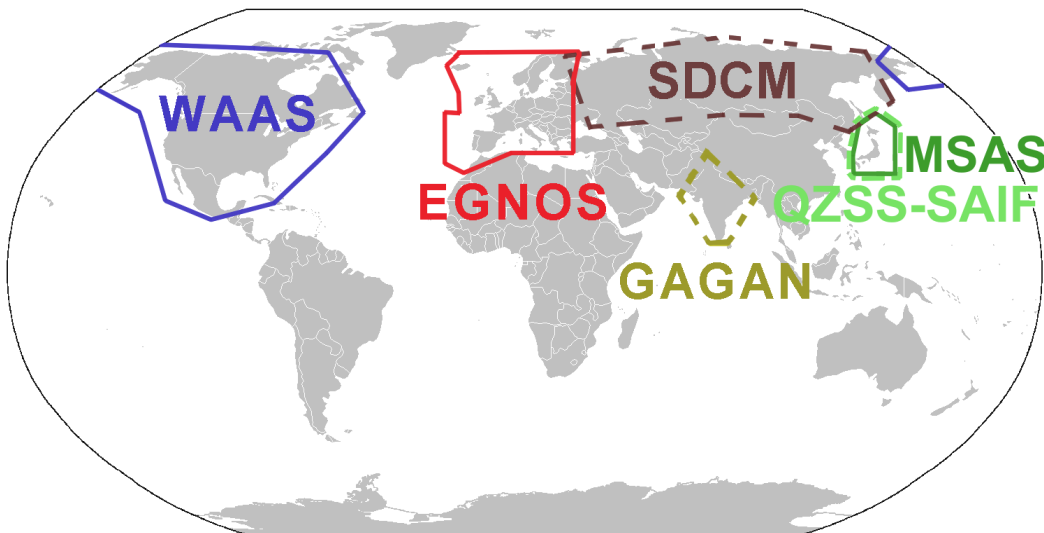 SDCM
WAAS
MSAS
EGNOS
QZSS-SAIF
GAGAN